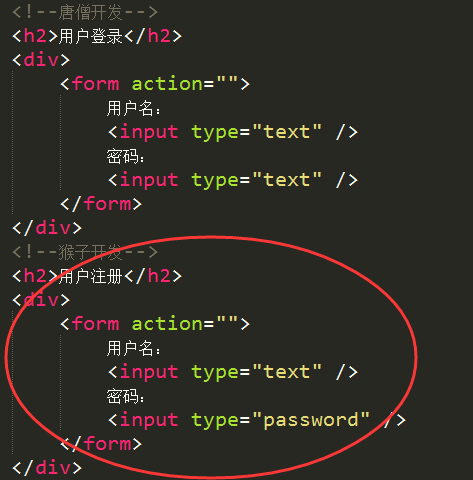 <!--唐僧开发-->
<h2>用户登录</h2>
<div>
<form action="">
用户名:
<input type="text" />
密码:
<input type="text" />
</form>
</div>
<!--猴子开发-->
<h2>用户注册</h2>
<div>
<form action="">
用户名:
<input type="text" />
密码:
<input type="password" />
</form>
</div>